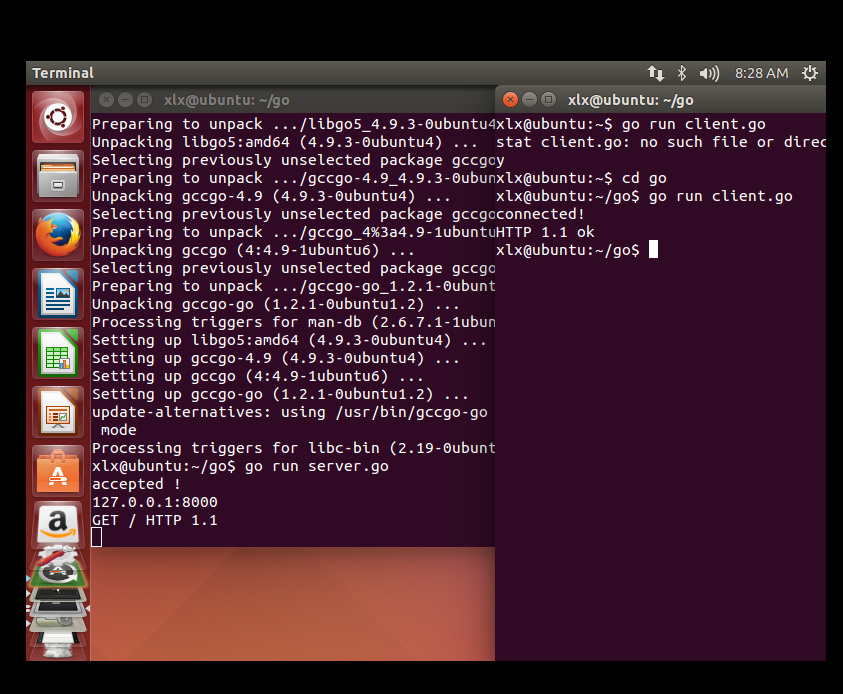 Terminal
8:28 AM
xlx@ubuntu: ~/go
Preparing to unpack .../libgo5_4.9.3-0ubuntu4
Unpacking libgo5:amd64 (4.9.3-0ubuntu4) ...
Selecting previously unselected package gccgo
Preparing to unpack .../gccgo-4.9_4.9.3-0ubun
Unpacking gccgo-4.9 (4.9.3-0ubuntu4) ...
Selecting previously unselected package gccgo
Preparing to unpack .../gccgo_4%3a4.9-1ubuntu
Unpacking gccgo (4:4.9-1ubuntu6) ...
Selecting previously unselected package gccgo
Preparing to unpack .../gccgo-go_1.2.1-0ubunt
Unpacking gccgo-go (1.2.1-0ubuntu1.2) ...
Processing triggers for man-db (2.6.7.1-1ubun
Setting up libgo5:amd64 (4.9.3-0ubuntu4) ...
Setting up gccgo-4.9 (4.9.3-0ubuntu4) ...
Setting up gccgo (4:4.9-1ubuntu6) ...
Setting up gccgo-go (1.2.1-0ubuntu1.2) ...
update-alternatives: using /usr/bin/gccgo-go
mode
Processing triggers for libc-bin (2.19-0ubunt
xlx@ubuntu:~/go$ go run server.go
accepted !
127.0.0.1:8000
GET / HTTP 1.1
xlx@ubuntu: ~/go
xlx@ubuntu:~$ go run client.go
stat client.go: no such file or direc
y
xlx@ubuntu:~$ cd go
xlx@ubuntu:~/go$ go run client.go
connected!
HTTP 1.1 ok
xlx@ubuntu:~/go$